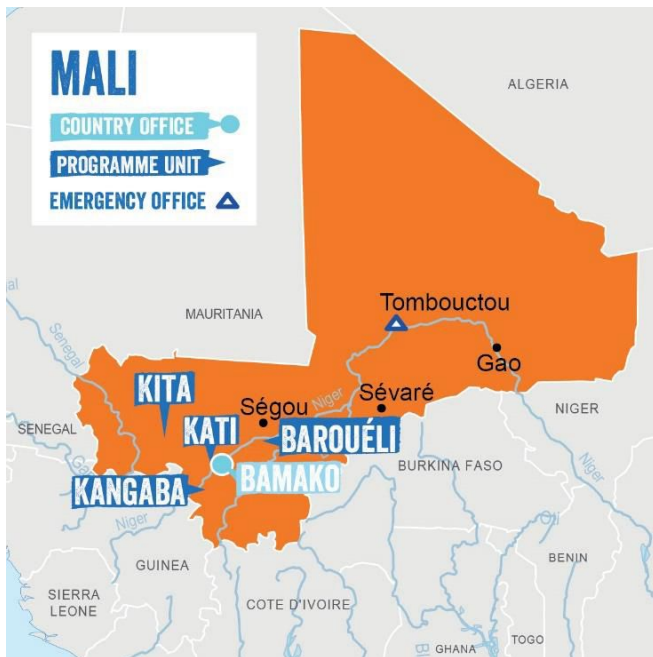 MALI
COUNTRY OFFICE
PROGRAMME UNIT
EMERGENCY OFFICE
ALGERIA
MAURITANIA
Senegal
Tombouctou
Gao
KITA
Ségou
Niger
Sévaré
NIGER
SENEGAL
KATI
BAROUÉLI
BURKINA FASO
BAMAKO
KANGABA
Niger
Niger
GUINEA
BENIN
SIERRA
LEONE
COTE D'IVOIRE
GHANA
TOGO